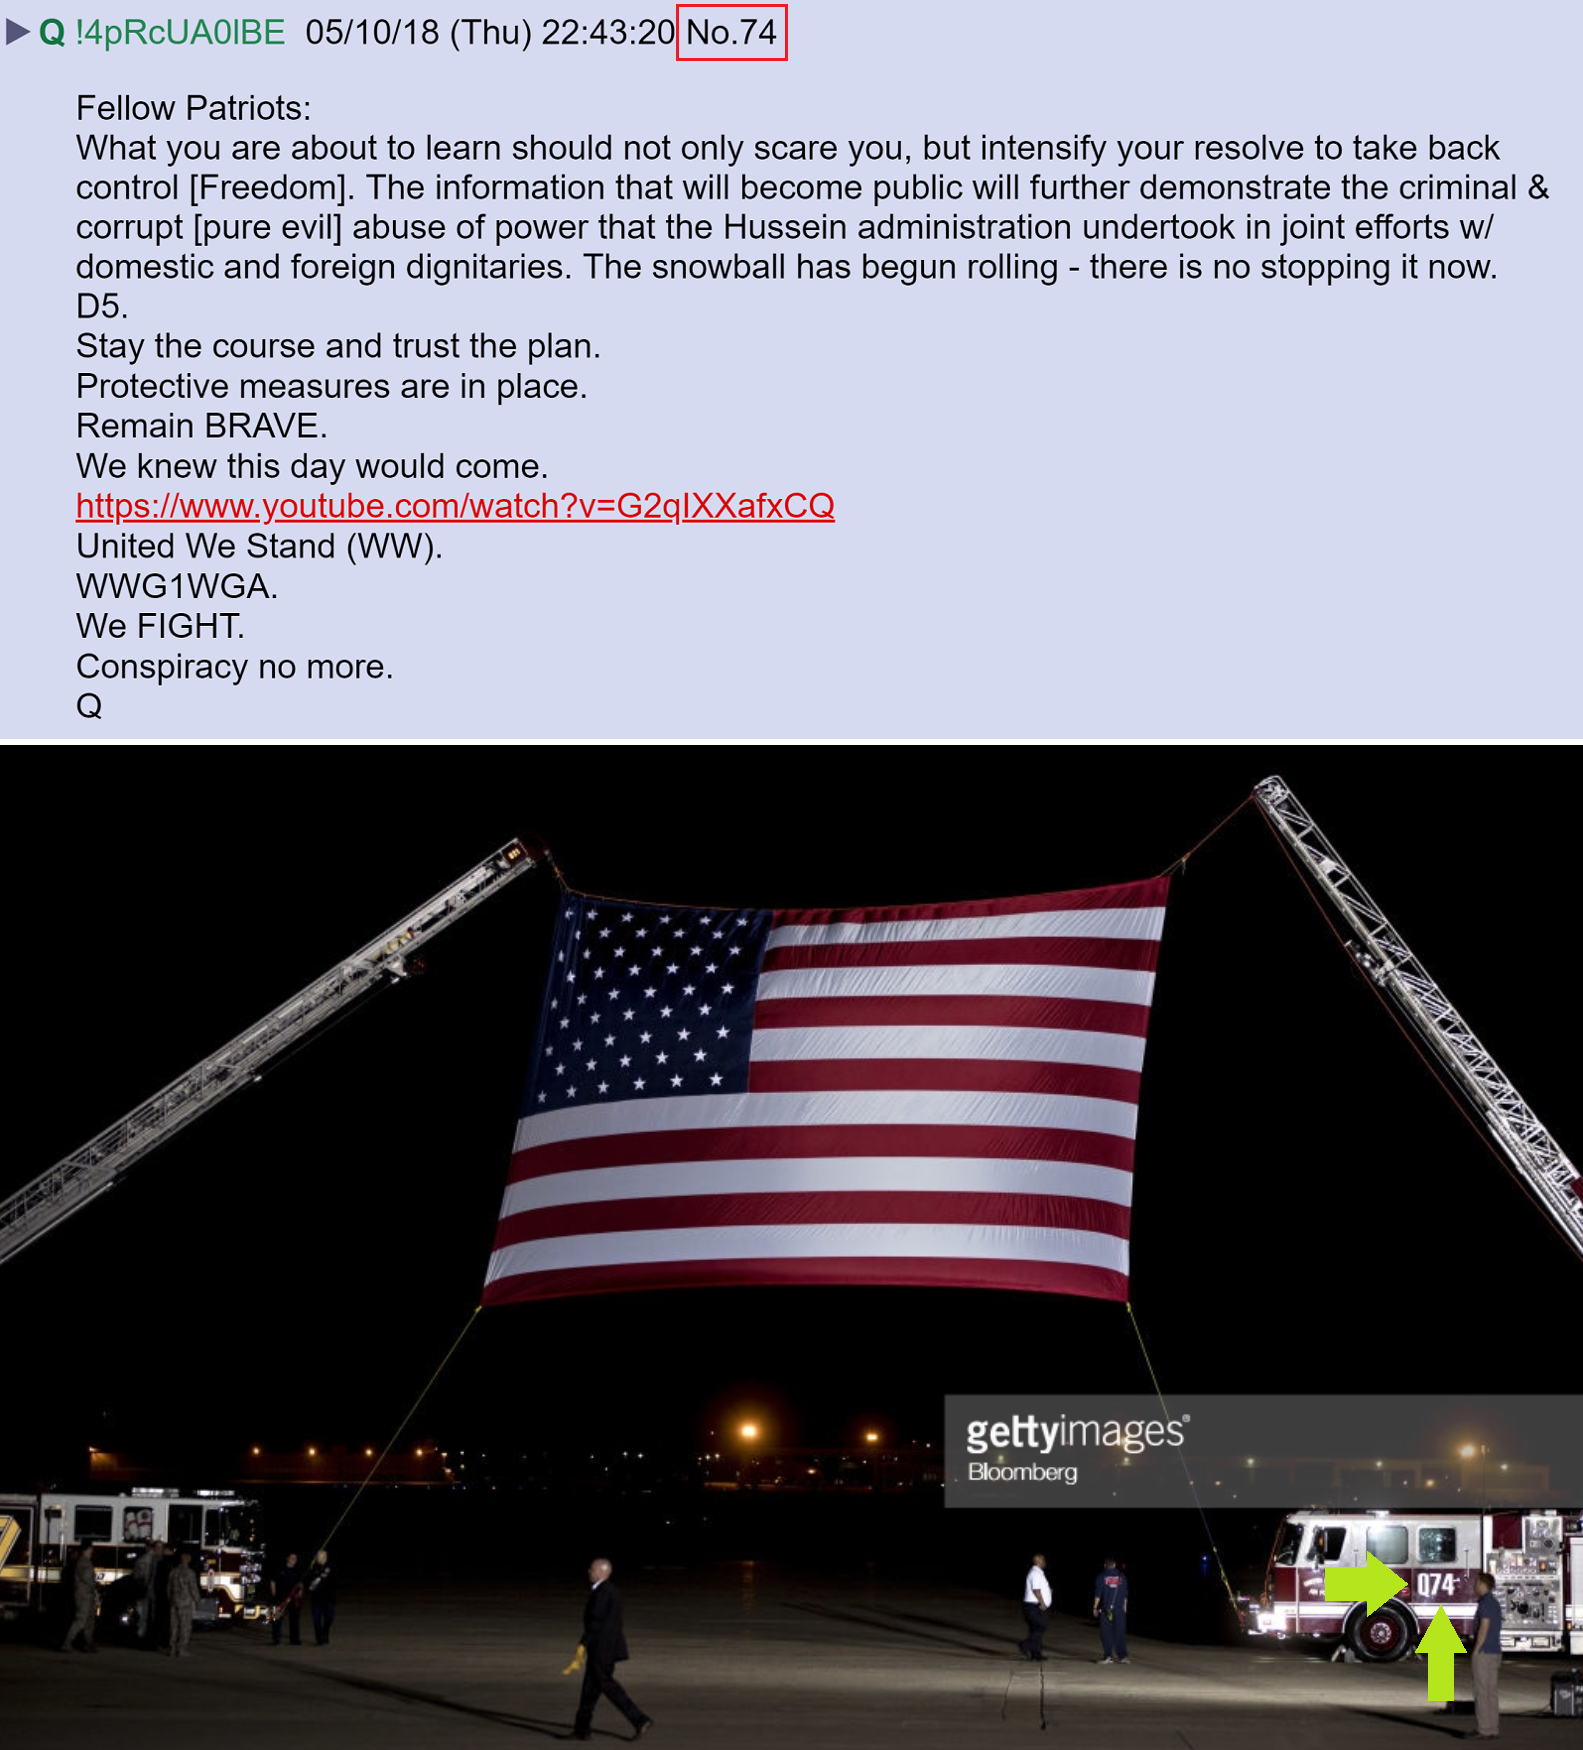 Q !4pRcUA0lBE 05/10/18 (Thu) 22:43:20 No.74
Fellow Patriots:
What you are about to learn should not only scare you, but intensify your resolve to take back
control [Freedom]. The information that will become public will further demonstrate the criminal &
corrupt [pure evil] abuse of power that the Hussein administration undertook in joint efforts w/
domestic and foreign dignitaries. The snowball has begun rolling - there is no stopping it now.
D5.
Stay the course and trust the plan.
Protective measures are in place.
Remain BRAVE.
We knew this day would come.
https://www.youtube.com/watch?v=G2qIXXafxCQ
United We Stand (WW).
WWG1WGA.
We FIGHT.
Conspiracy no more.
Q
gettyimages®
Bloomberg
Q74